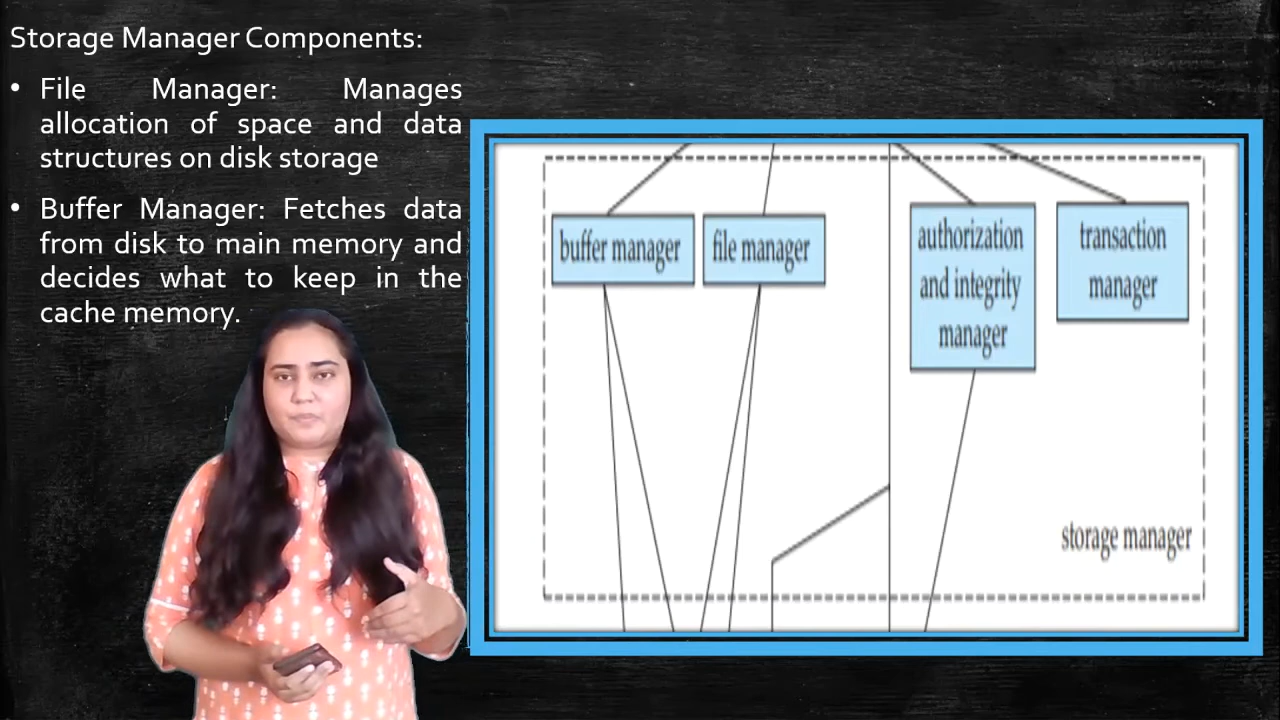 Storage Manager Components:
• File Manager: Manages
allocation of space and data
structures on disk storage
• Buffer Manager: Fetches data
from disk to main memory and
decides what to keep in the
cache memory.
buffer manager
file manager
authorization
and integrity
manager
transaction
manager
storage manager